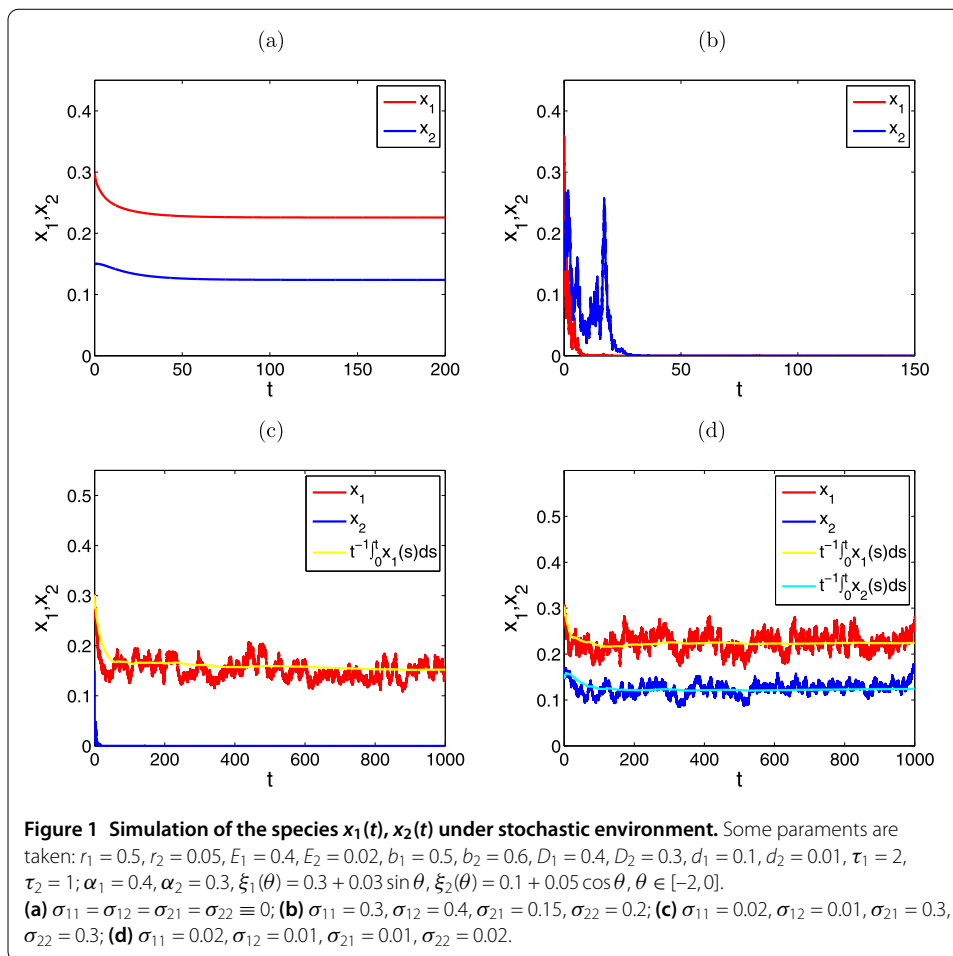 (a)
x₁
x₂
0.4
0.3
0.2
0.1
0
x₁,x₂
0 50 100 150 200
t
(b)
x₁
x₂
0.4
0.3
0.2
0.1
0
x₁,x₂
0 50 100 150
t
(c)
x₁
x₂
t⁻¹∫₀ᵗx₁(s)ds
0.5
0.4
0.3
0.2
0.1
0
x₁,x₂
0 200 400 600 800 1000
t
(d)
x₁
x₂
t⁻¹∫₀ᵗx₁(s)ds
t⁻¹∫₀ᵗx₂(s)ds
0.5
0.4
0.3
0.2
0.1
0
x₁,x₂
0 200 400 600 800 1000
t
Figure 1 Simulation of the species x₁(t), x₂(t) under stochastic environment. Some paraments are
taken: r₁ = 0.5, r₂ = 0.05, E₁ = 0.4, E₂ = 0.02, b₁ = 0.5, b₂ = 0.6, D₁ = 0.4, D₂ = 0.3, d₁ = 0.1, d₂ = 0.01, τ₁ = 2,
τ₂ = 1; α₁ = 0.4, α₂ = 0.3, ξ₁(θ) = 0.3 + 0.03 sin θ, ξ₂(θ) = 0.1 + 0.05 cos θ, θ ∈ [–2, 0].
(a) σ₁₁ = σ₁₂ = σ₂₁ = σ₂₂ ≡ 0; (b) σ₁₁ = 0.3, σ₁₂ = 0.4, σ₂₁ = 0.15, σ₂₂ = 0.2; (c) σ₁₁ = 0.02, σ₁₂ = 0.01, σ₂₁ = 0.3,
σ₂₂ = 0.3; (d) σ₁₁ = 0.02, σ₁₂ = 0.01, σ₂₁ = 0.01, σ₂₂ = 0.02.